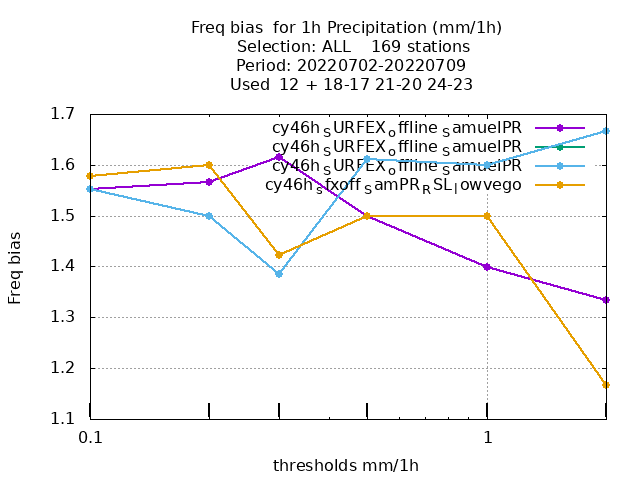 Freq bias  for 1h Precipitation (mm/1h)
Selection: ALL    169 stations
Period: 20220702-20220709
Used  12 + 18-17 21-20 24-23
1.7
1.6
1.5
1.4
1.3
1.2
1.1
0.1
1
Freq bias
thresholds mm/1h
cy46h_SURFEX_offline_SamuelPR
cy46h_SURFEX_offline_SamuelPR
cy46h_SURFEX_offline_SamuelPR
cy46h_sfxoff_SamPR_RSL_lowvego